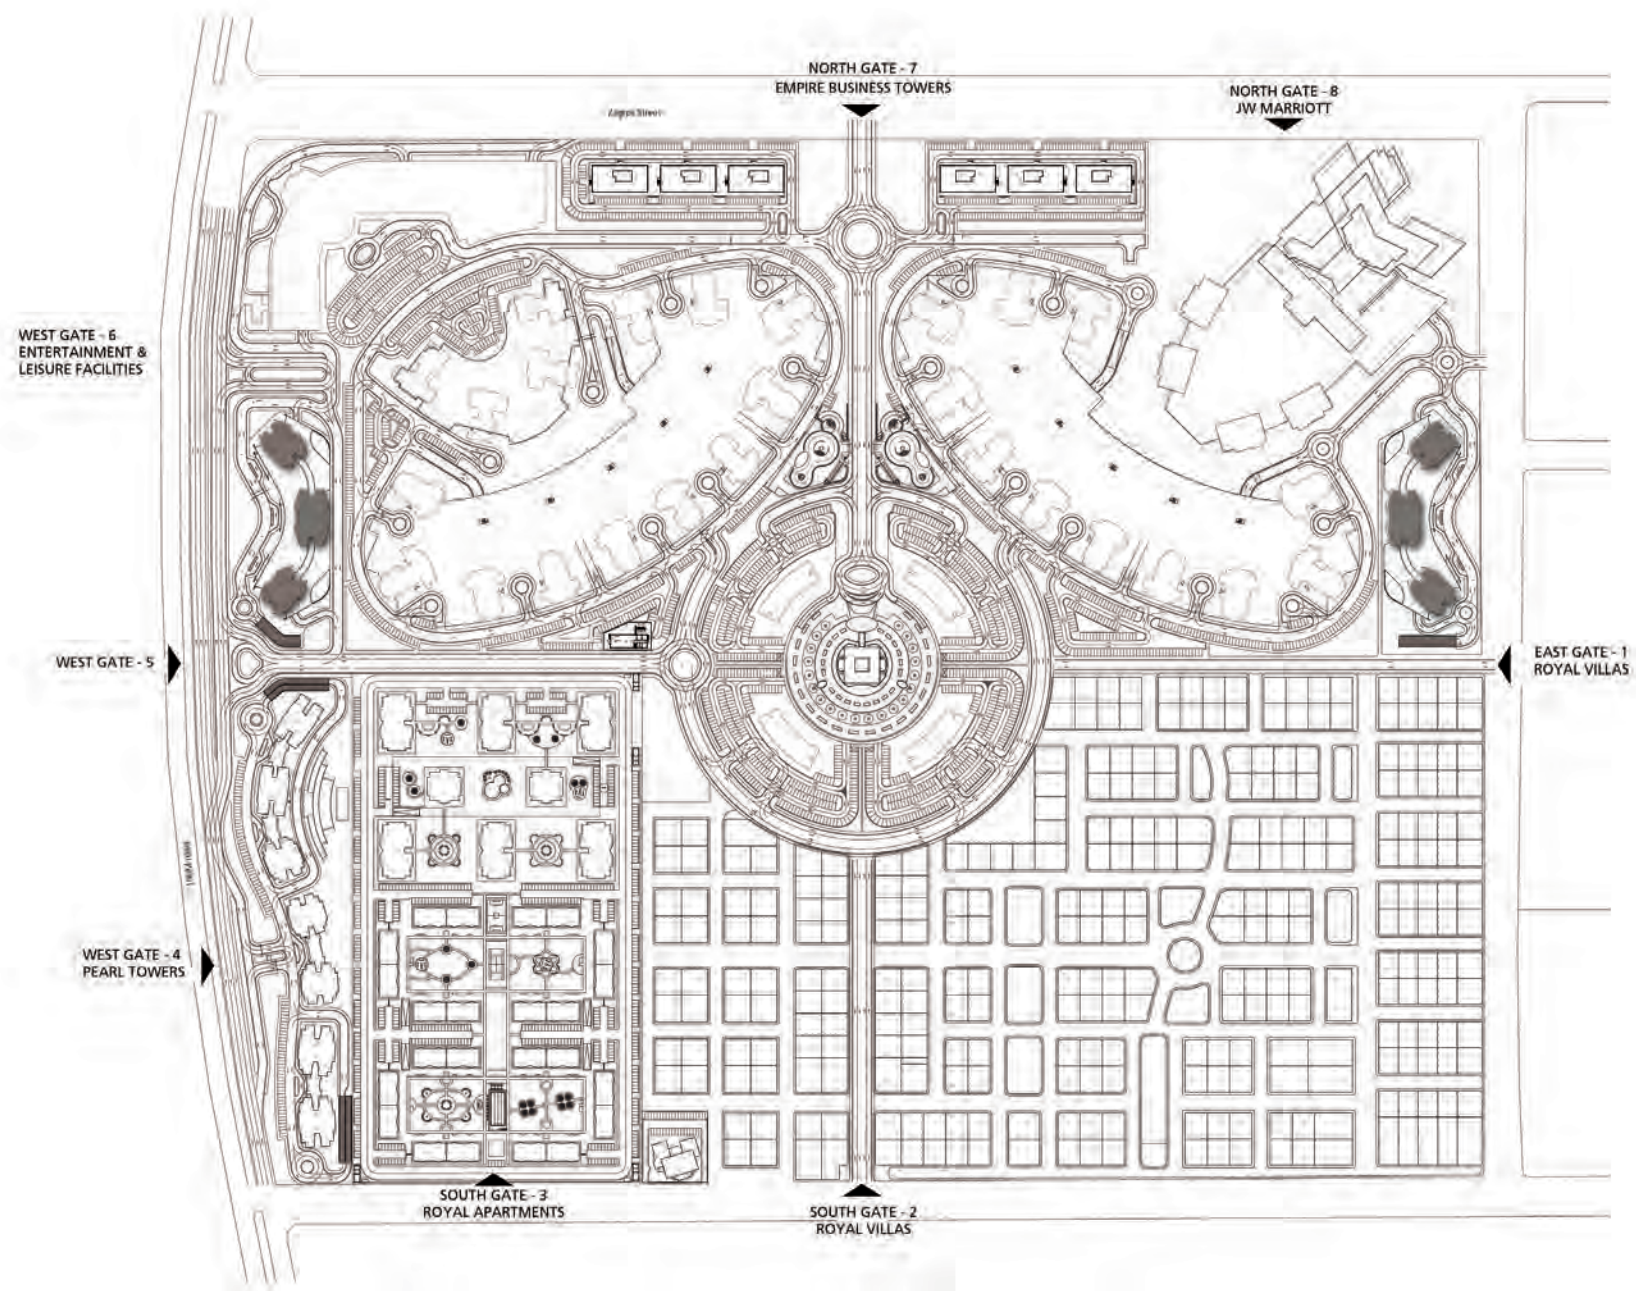 NORTH GATE - 7
EMPIRE BUSINESS TOWERS
NORTH GATE - 8
JW MARRIOTT
WEST GATE - 6
ENTERTAINMENT &
LEISURE FACILITIES
WEST GATE - 5
EAST GATE - 1
ROYAL VILLAS
WEST GATE - 4
PEARL TOWERS
SOUTH GATE - 3
ROYAL APARTMENTS
SOUTH GATE - 2
ROYAL VILLAS